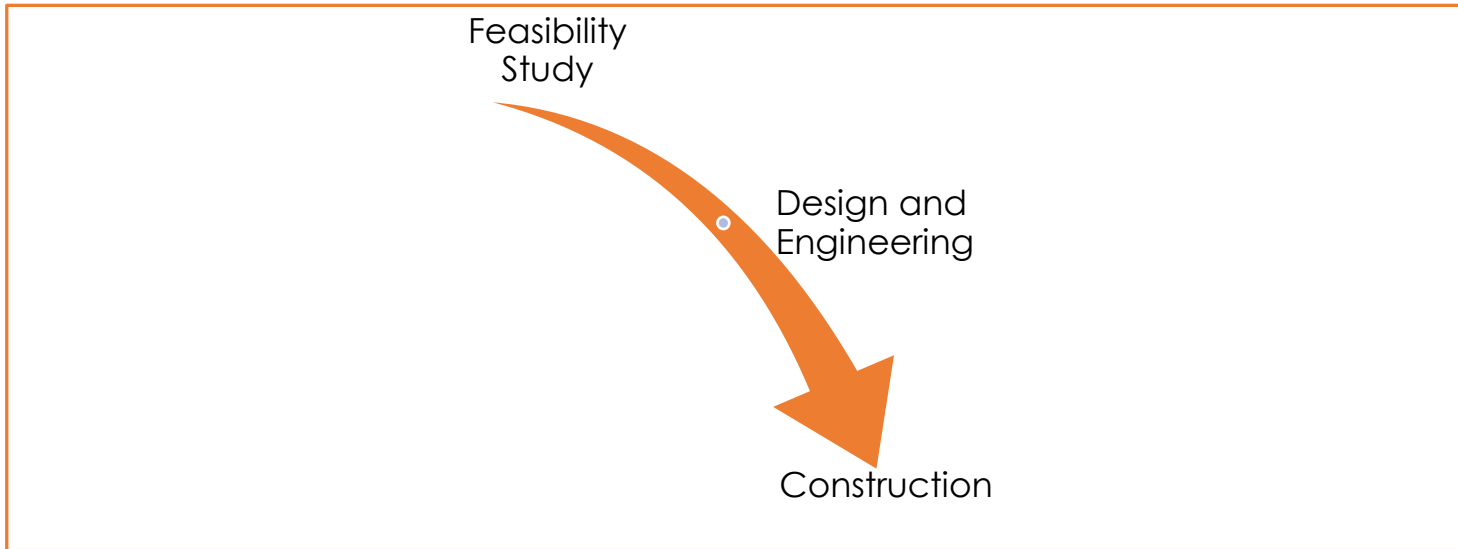 Feasibility
Study
Design and
Engineering
Construction